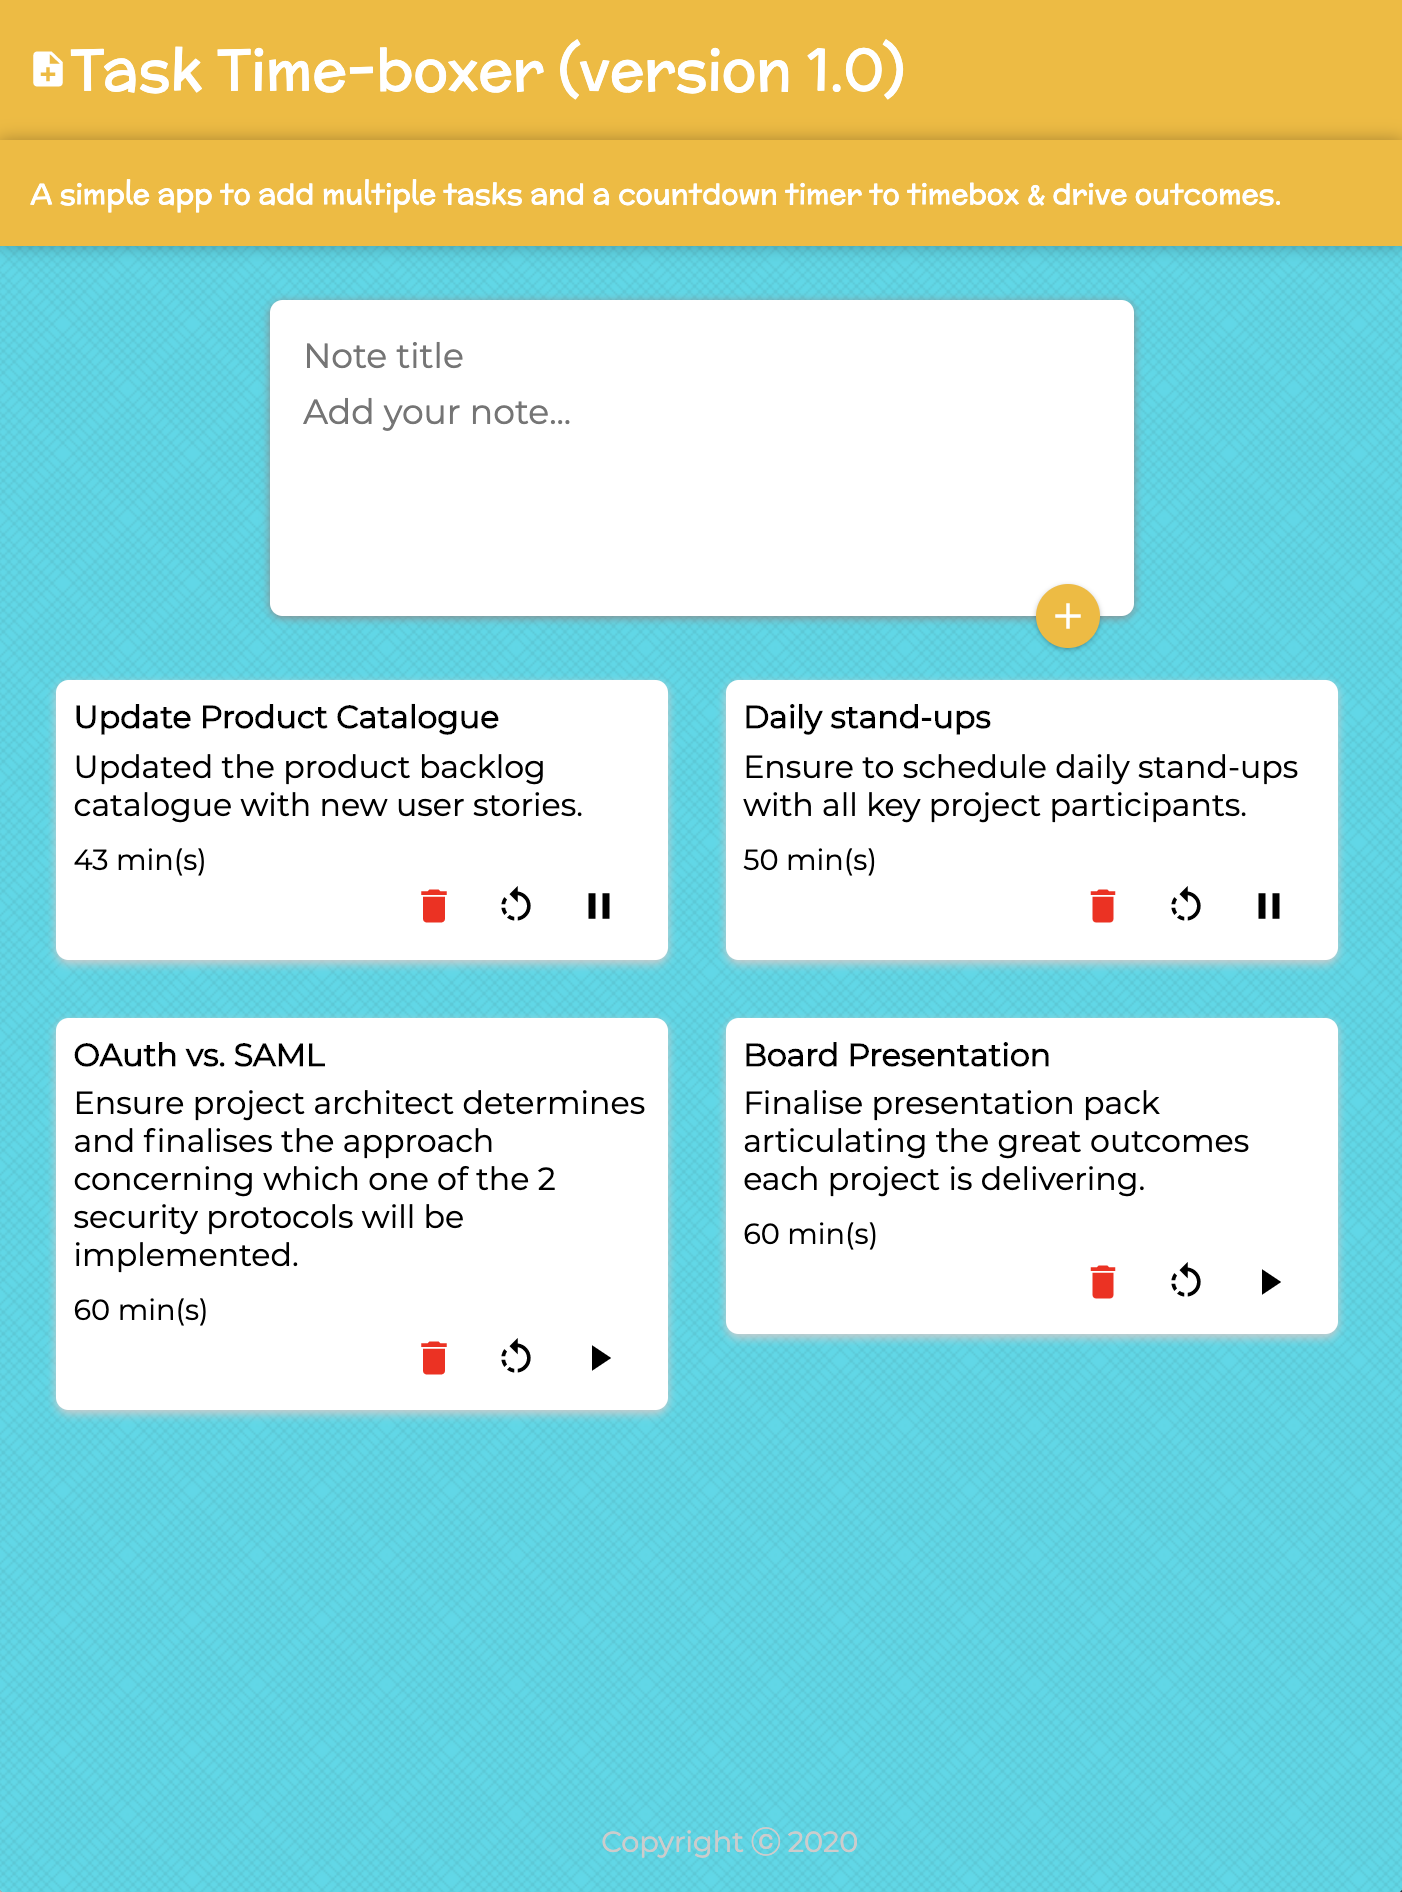 Task Time-boxer (version 1.0)
A simple app to add multiple tasks and a countdown timer to timebox & drive outcomes.
Note title
Add your note...
Update Product Catalogue
Updated the product backlog
catalogue with new user stories.
43 min(s)
Daily stand-ups
Ensure to schedule daily stand-ups
with all key project participants.
50 min(s)
OAuth vs. SAML
Ensure project architect determines
and finalises the approach
concerning which one of the 2
security protocols will be
implemented.
60 min(s)
Board Presentation
Finalise presentation pack
articulating the great outcomes
each project is delivering.
60 min(s)
Copyright ⓒ 2020